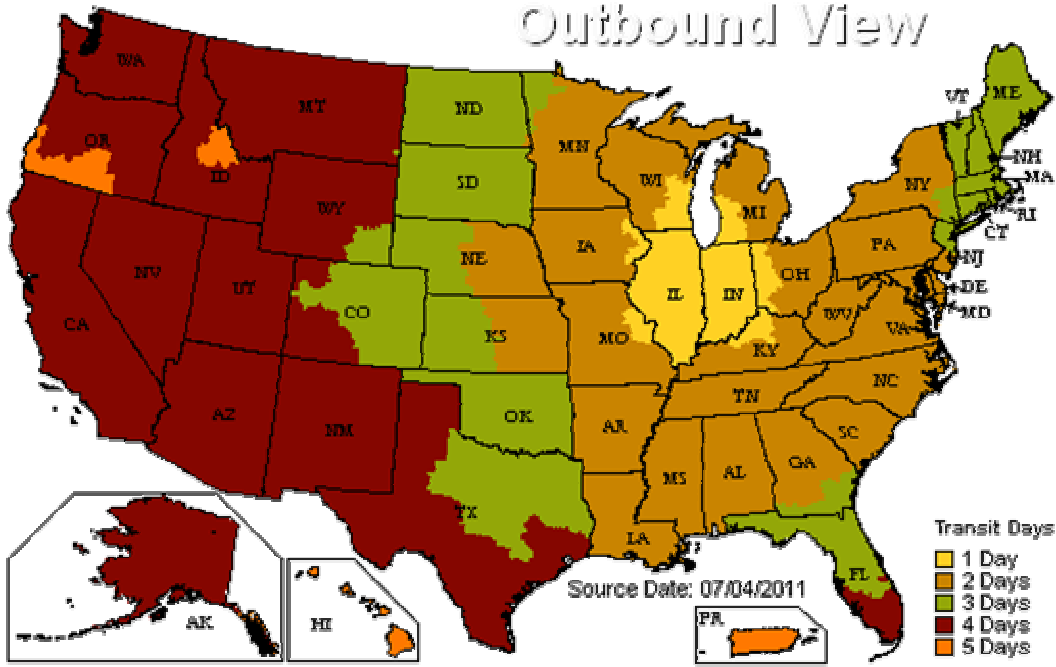 Outbound View
WA
MT
ND
MN
VT
ME
OR
ID
SD
WI
MI
NY
NH
MA
RI
CT
WY
NE
IA
PA
NJ
NV
UT
CO
KS
IL
IN
OH
DE
MD
CA
MO
WV
VA
KY
AZ
NM
OK
AR
TN
NC
SC
MS
AL
GA
TX
LA
FL
AK
HI
PR
Source Date: 07/04/2011
Transit Days
1 Day
2 Days
3 Days
4 Days
5 Days